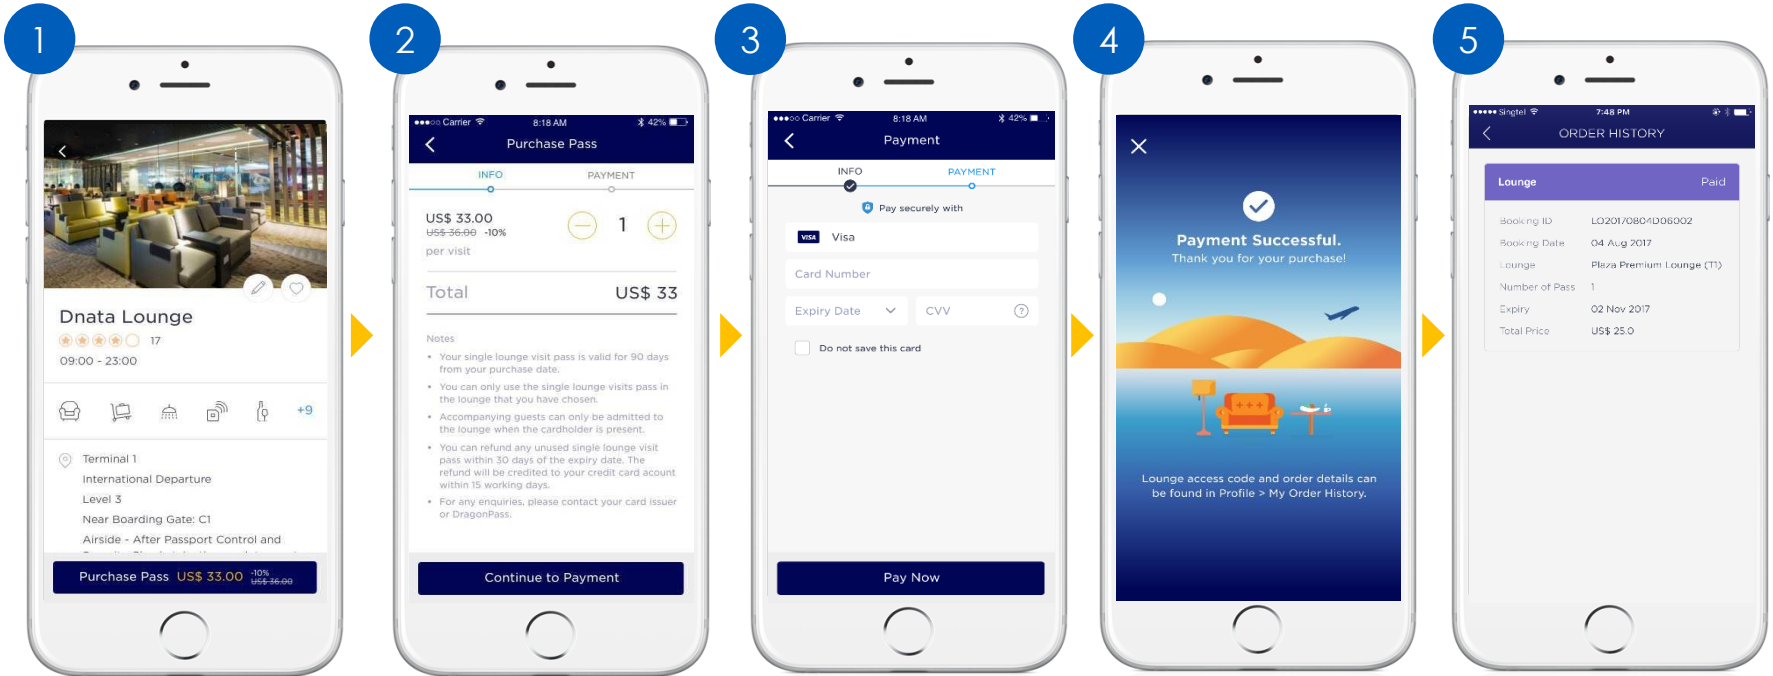 1
Dnata Lounge
17
09:00 - 23:00
+9
Terminal 1
International Departure
Level 3
Near Boarding Gate: C1
Airside - After Passport Control and
Purchase Pass US$ 33.00 -10% US$ 36.00
2
Carrier 8:18 AM 42%
Purchase Pass
INFO PAYMENT
US$ 33.00
US$ 36.00 -10%
per visit
1
Total US$ 33
Notes
• Your single lounge visit pass is valid for 90 days
from your purchase date.
• You can only use the single lounge visits pass in
the lounge that you have chosen.
• Accompanying guests can only be admitted to
the lounge when the cardholder is present.
• You can refund any unused single lounge visit
pass within 30 days of the expiry date. The
refund will be credited to your credit card acount
within 15 working days.
• For any enquiries, please contact your card issuer
or DragonPass.
Continue to Payment
3
Carrier 8:18 AM 42%
Payment
INFO PAYMENT
Pay securely with
VISA Visa
Card Number
Expiry Date CVV ?
Do not save this card
Pay Now
4
Payment Successful.
Thank you for your purchase!
Lounge access code and order details can
be found in Profile > My Order History.
5
Singtel 7:48 PM
ORDER HISTORY
Lounge Paid
Booking ID LO20170804D06002
Booking Date 04 Aug 2017
Lounge Plaza Premium Lounge (T1)
Number of Pass 1
Expiry 02 Nov 2017
Total Price US$ 25.0